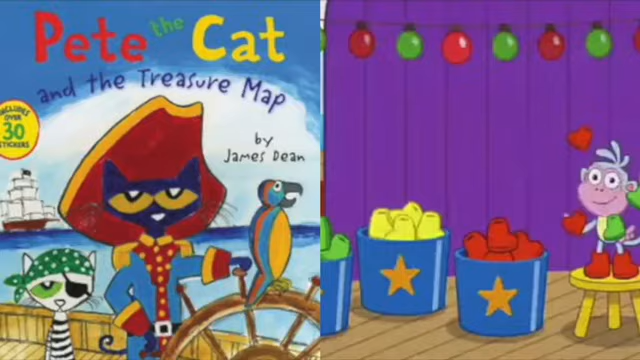 Pete the Cat
and the Treasure Map
INCLUDES
OVER
30
STICKERS
by
James Dean